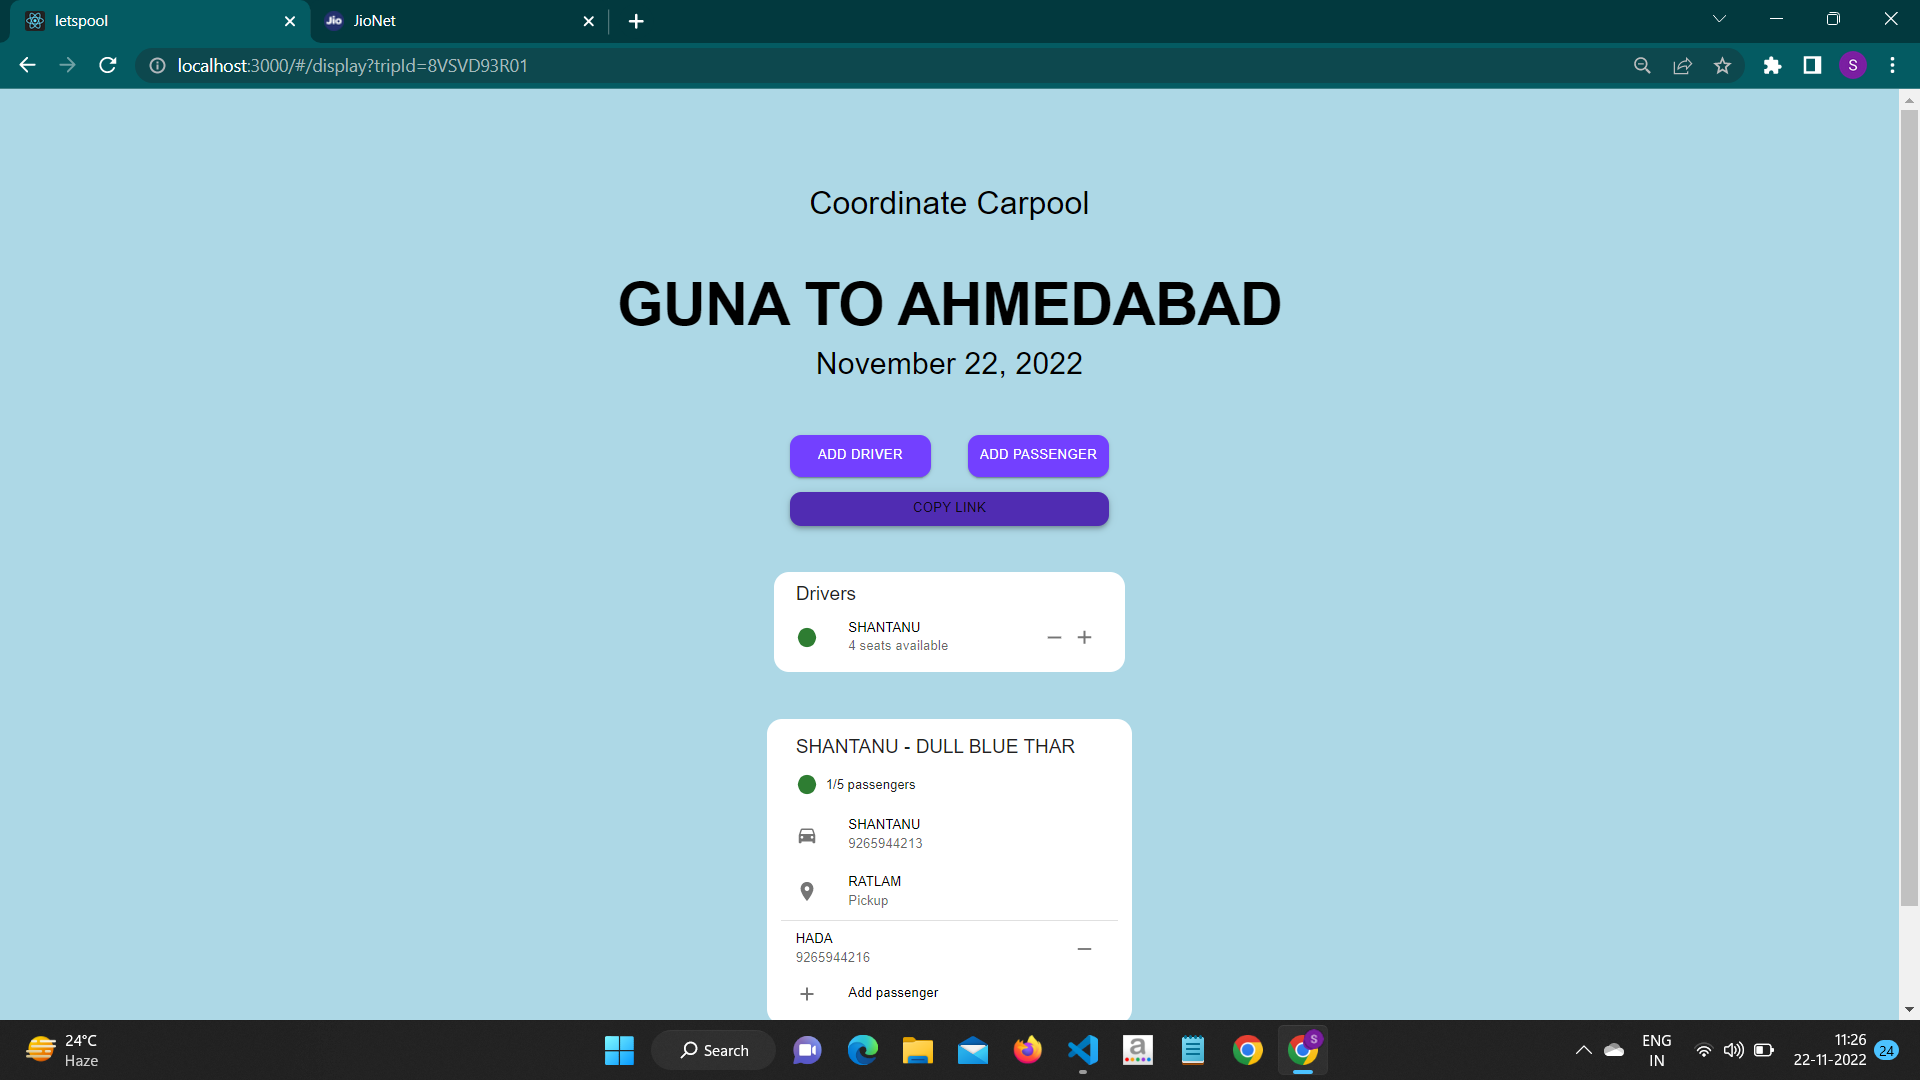 letspool
Jio JioNet
localhost:3000/#/display?tripId=8VSVD93R01
S
Coordinate Carpool
GUNA TO AHMEDABAD
November 22, 2022
ADD DRIVER ADD PASSENGER
COPY LINK
Drivers
SHANTANU
4 seats available
SHANTANU - DULL BLUE THAR
1/5 passengers
SHANTANU
9265944213
RATLAM
Pickup
HADA
9265944216
Add passenger
24°C
Haze
Search
a
S
ENG
IN
11:26
22-11-2022
24